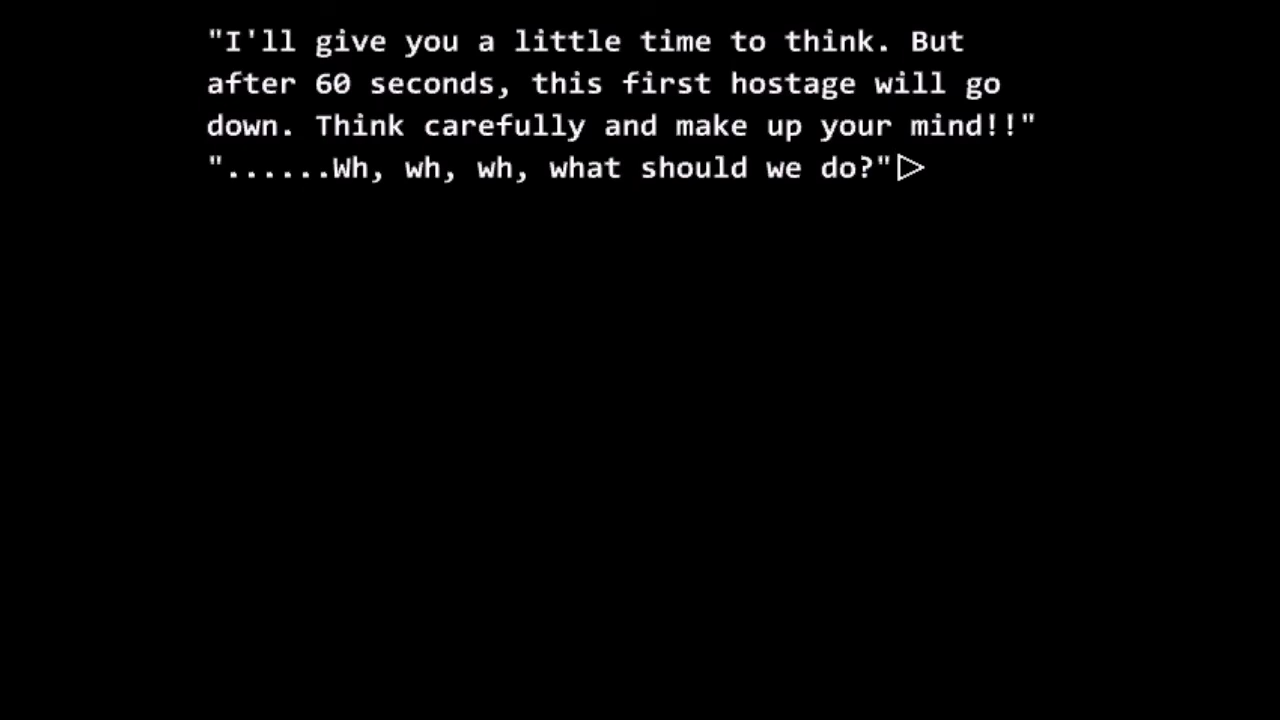 "I'll give you a little time to think. But
after 60 seconds, this first hostage will go
down. Think carefully and make up your mind!!"
"......Wh, wh, wh, what should we do?"